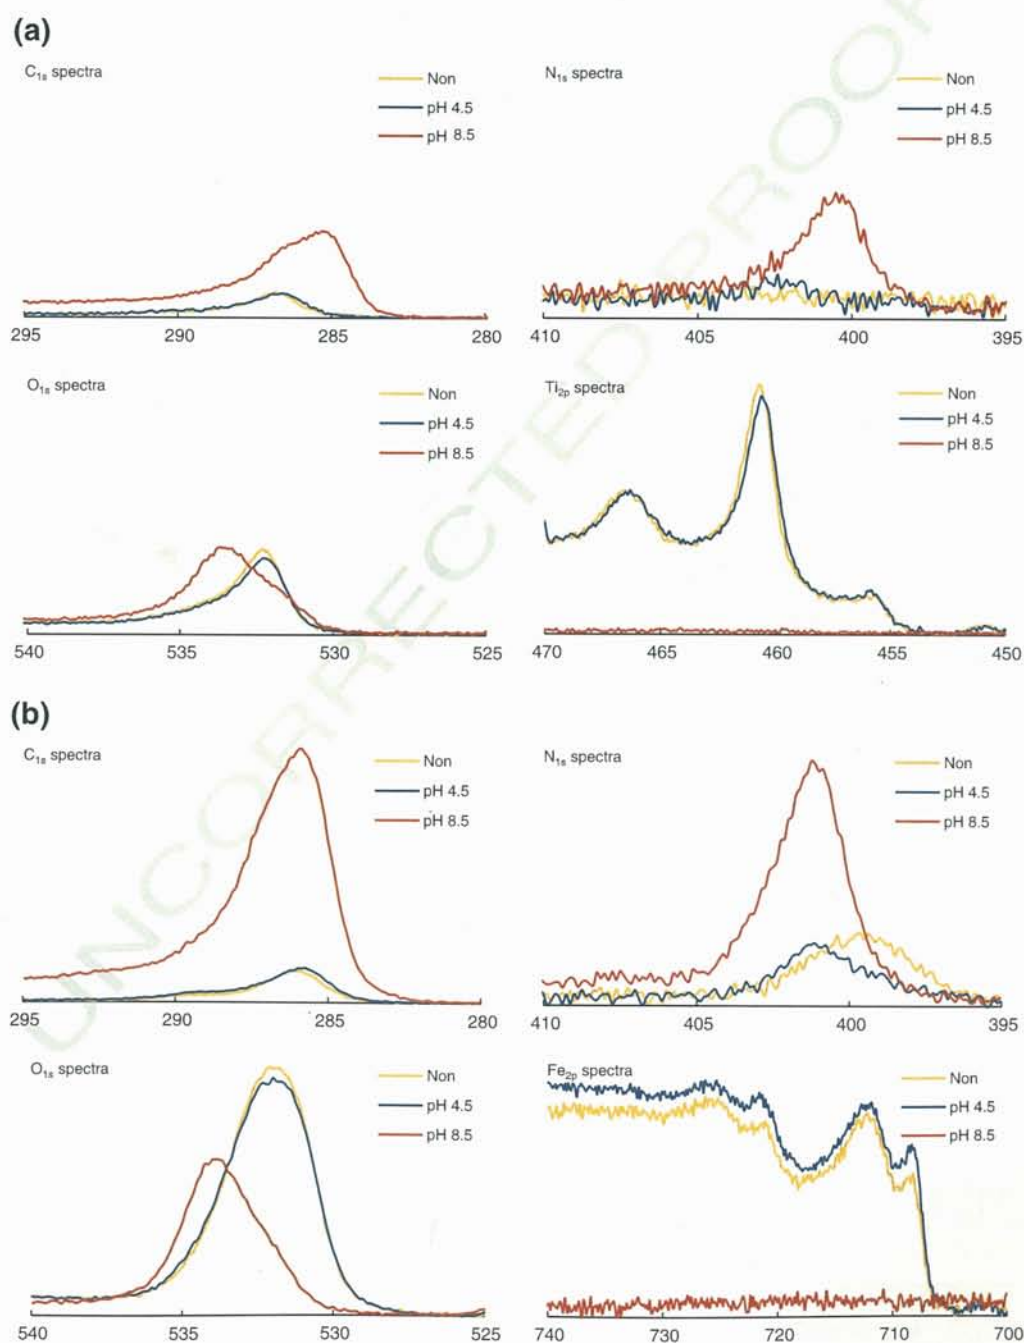 (a)
C1s spectra
Non
pH 4.5
pH 8.5
295 290 285 280
N1s spectra
Non
pH 4.5
pH 8.5
410 405 400 395
O1s spectra
Non
pH 4.5
pH 8.5
540 535 530 525
Ti2p spectra
Non
pH 4.5
pH 8.5
470 465 460 455 450
(b)
C1s spectra
Non
pH 4.5
pH 8.5
295 290 285 280
N1s spectra
Non
pH 4.5
pH 8.5
410 405 400 395
O1s spectra
Non
pH 4.5
pH 8.5
540 535 530 525
Fe2p spectra
Non
pH 4.5
pH 8.5
740 730 720 710 700
UNCORRECTED PROOF